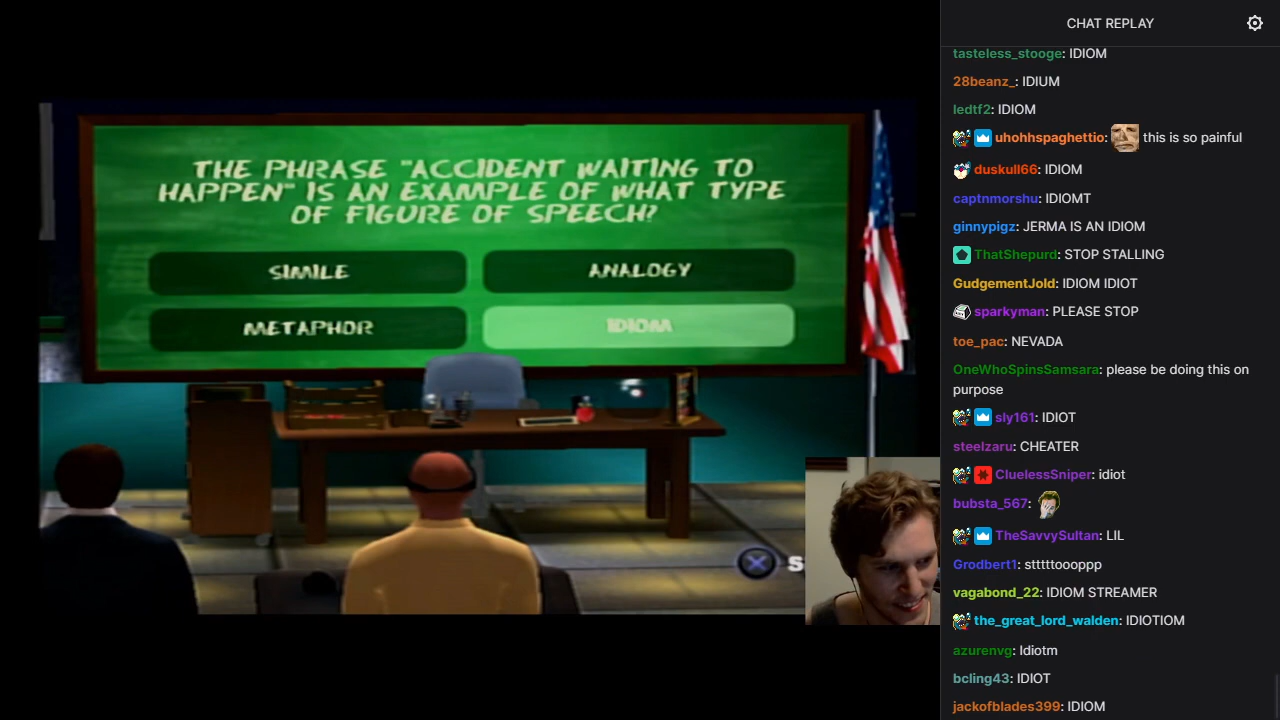 CHAT REPLAY
THE PHRASE "ACCIDENT WAITING TO
HAPPEN" IS AN EXAMPLE OF WHAT TYPE
OF FIGURE OF SPEECH?
SIMILE
ANALOGY
METAPHOR
IDIOM
S
tasteless_stooge: IDIOM
28beanz_: IDIUM
ledtf2: IDIOM
uhohhspaghettio: this is so painful
duskull66: IDIOM
captnmorshu: IDIOMT
ginnypigz: JERMA IS AN IDIOM
ThatShepurd: STOP STALLING
GudgementJold: IDIOM IDIOT
sparkyman: PLEASE STOP
toe_pac: NEVADA
OneWhoSpinsSamsara: please be doing this on
purpose
sly161: IDIOT
steelzaru: CHEATER
CluelessSniper: idiot
bubsta_567:
TheSavvySultan: LIL
Grodbert1: stttttoooppp
vagabond_22: IDIOM STREAMER
the_great_lord_walden: IDIOTIOM
azurenvg: Idiotm
bcling43: IDIOT
jackofblades399: IDIOM